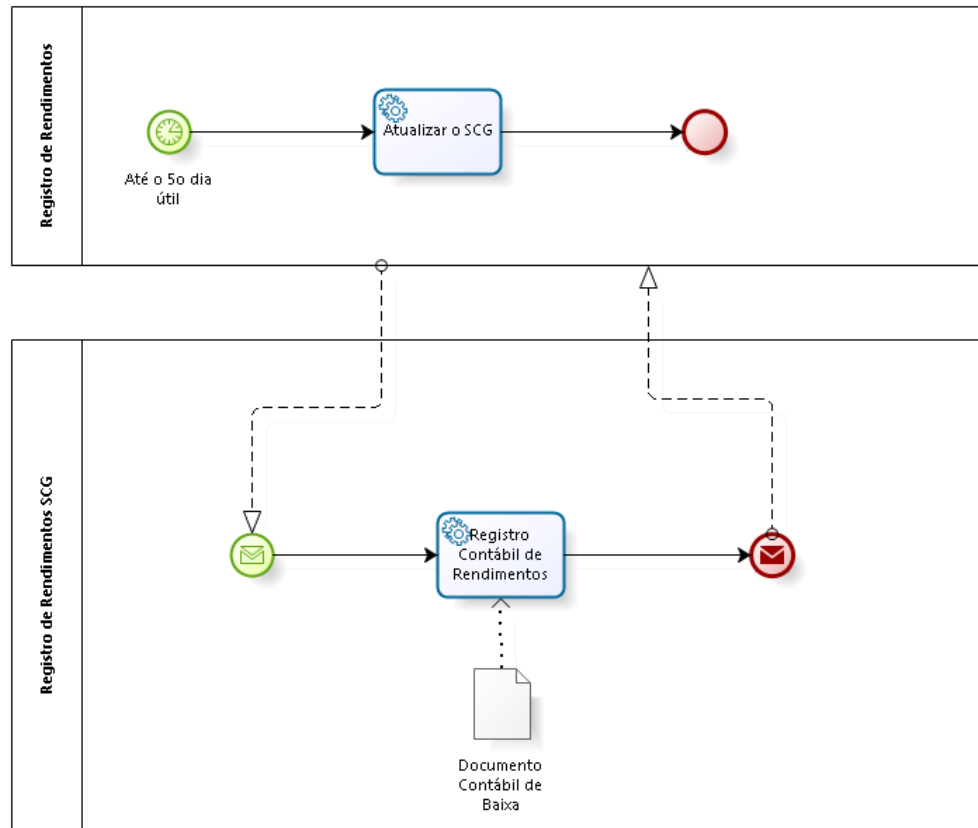 Registro de Rendimentos
Atualizar o SCG
Até o 5o dia
útil
Registro de Rendimentos SCG
Registro
Contábil de
Rendimentos
Documento
Contábil de
Baixa